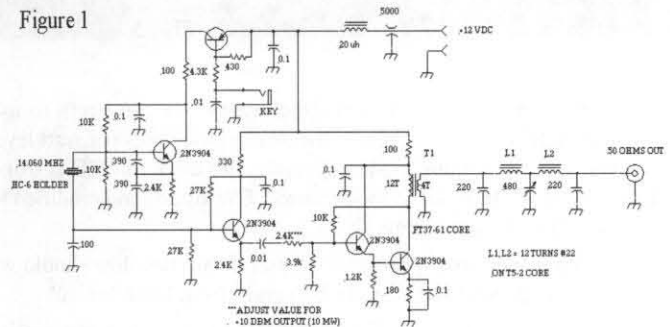 Figure 1
.5000
+12 VDC
20 uh
.100
4.3K
430
0.1
.01
KEY
.10K
0.1
.390
2N3904
14.060 MHZ
HC-6 HOLDER
.10K
.390
2.4K
330
.27K
0.1
.100
27K
2N3904
2.4K
0.01
2.4K***
3.9k
.10K
0.1
100
T1
12T
4T
FT37-61 CORE
2N3904
2N3904
1.2K
.180
0.1
L1
L2
.220
.480
.220
50 OHMS OUT
L1,L2 = 12 TURNS #22
ON T5-2 CORE
***ADJUST VALUE FOR
+10 DBM OUTPUT (10 MW)